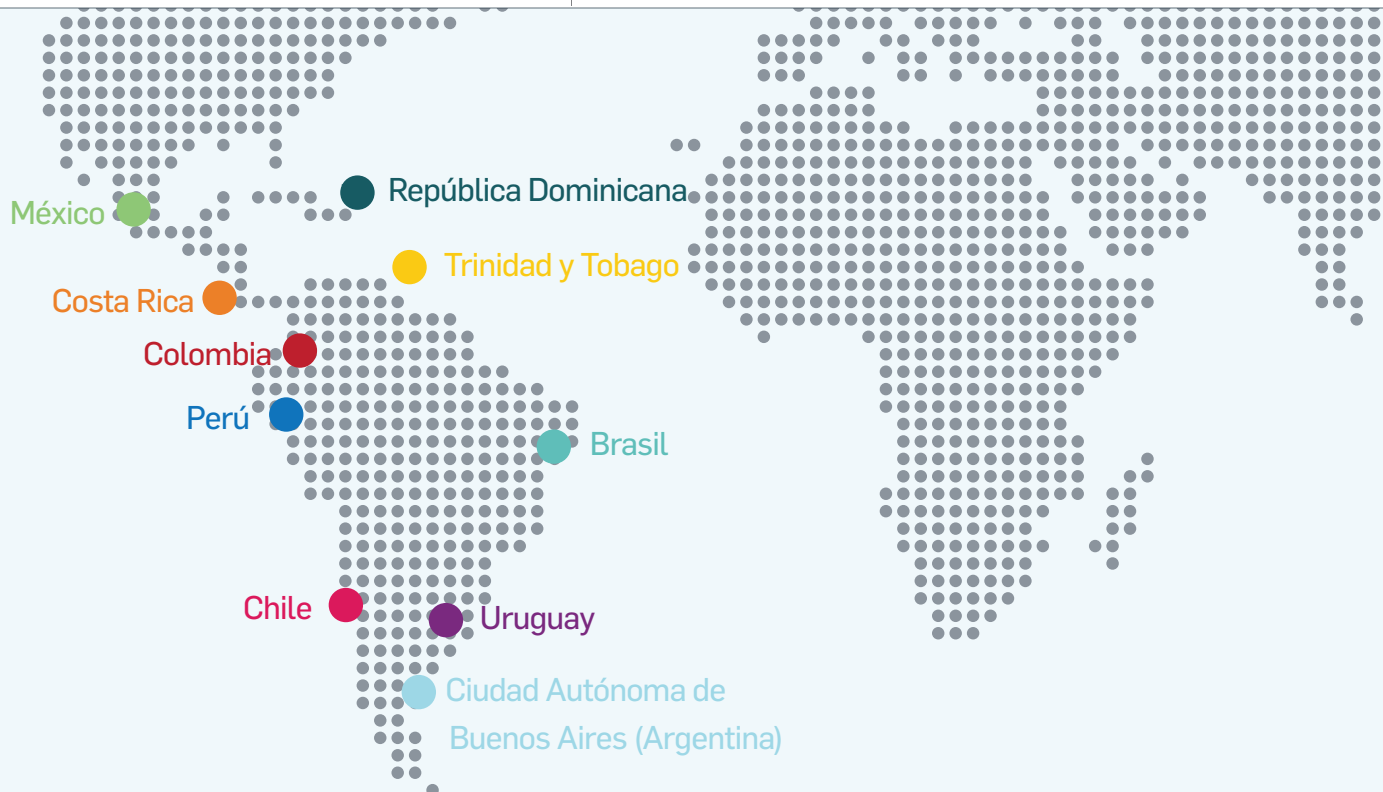 República Dominicana
México
Trinidad y Tobago
Costa Rica
Colombia
Perú
Brasil
Chile
Uruguay
Ciudad Autónoma de
Buenos Aires (Argentina)